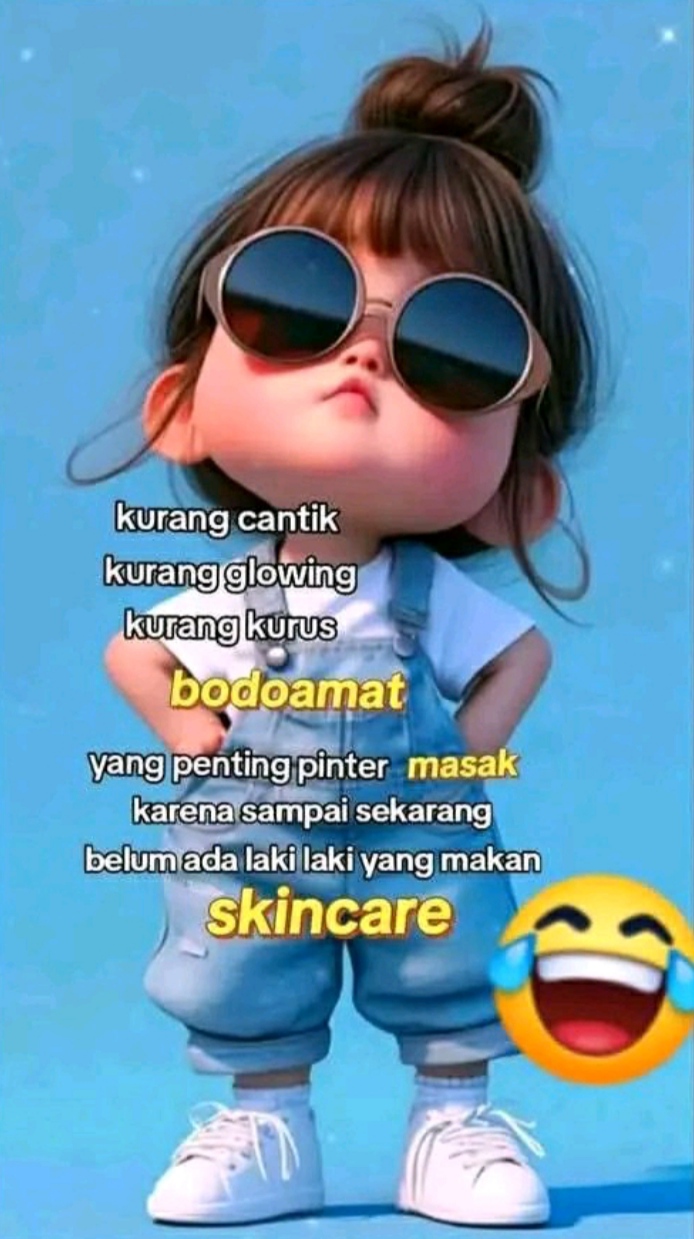 kurang cantik
kurang glowing
kurang kurus
bodoamat
yang penting pinter masak
karena sampai sekarang
belum ada laki laki yang makan
skincare